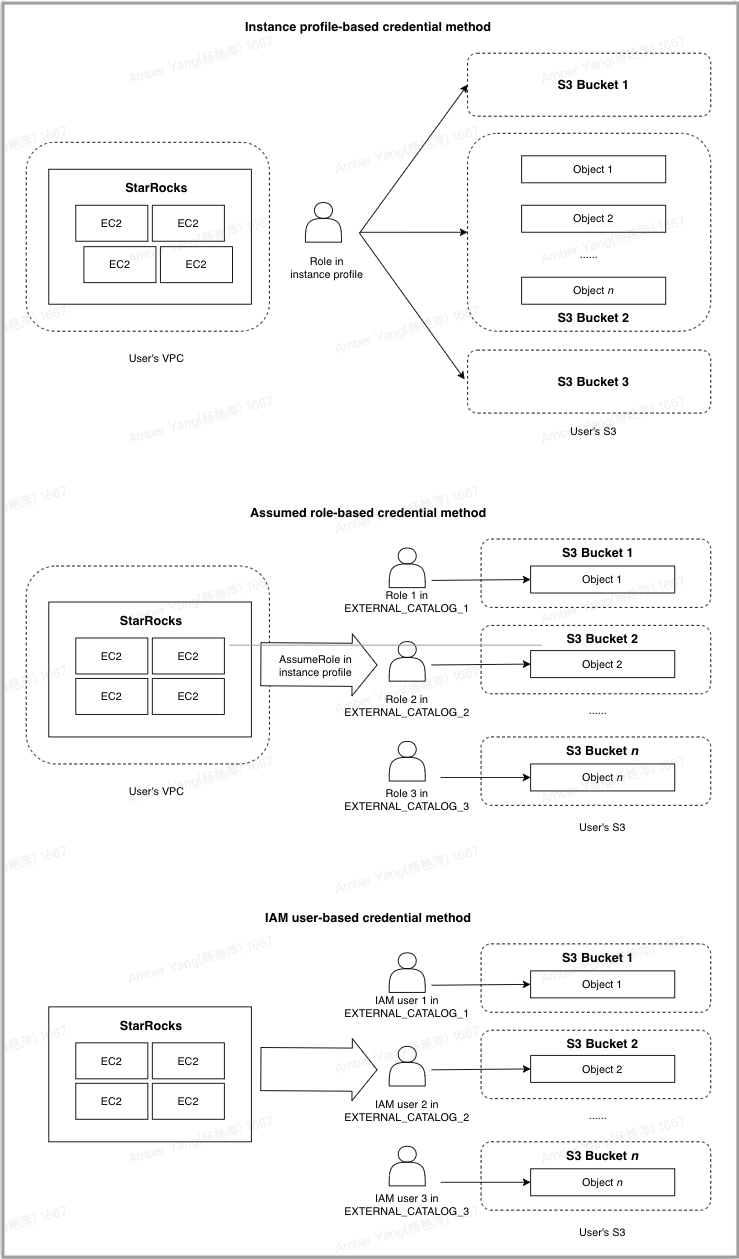 Instance profile-based credential method
S3 Bucket 1
StarRocks
EC2
EC2
EC2
EC2
User's VPC
Role in
instance profile
Object 1
Object 2
......
Object n
S3 Bucket 2
S3 Bucket 3
User's S3
Assumed role-based credential method
StarRocks
EC2
EC2
EC2
EC2
User's VPC
AssumeRole in
instance profile
Role 1 in
EXTERNAL_CATALOG_1
Role 2 in
EXTERNAL_CATALOG_2
Role 3 in
EXTERNAL_CATALOG_3
S3 Bucket 1
Object 1
S3 Bucket 2
Object 2
......
S3 Bucket n
Object n
User's S3
IAM user-based credential method
StarRocks
EC2
EC2
EC2
EC2
IAM user 1 in
EXTERNAL_CATALOG_1
IAM user 2 in
EXTERNAL_CATALOG_2
IAM user 3 in
EXTERNAL_CATALOG_3
S3 Bucket 1
Object 1
S3 Bucket 2
Object 2
......
S3 Bucket n
Object n
User's S3
Amber Yang(杨艳萍) 1667